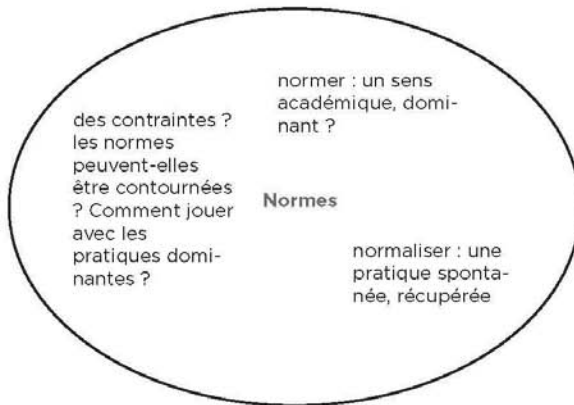 normer : un sens
académique, domi-
nant ?
des contraintes ?
les normes
peuvent-elles
être contournées
? Comment jouer
avec les
pratiques domi-
nantes ?
Normes
normaliser : une
pratique sponta-
née, récupérée